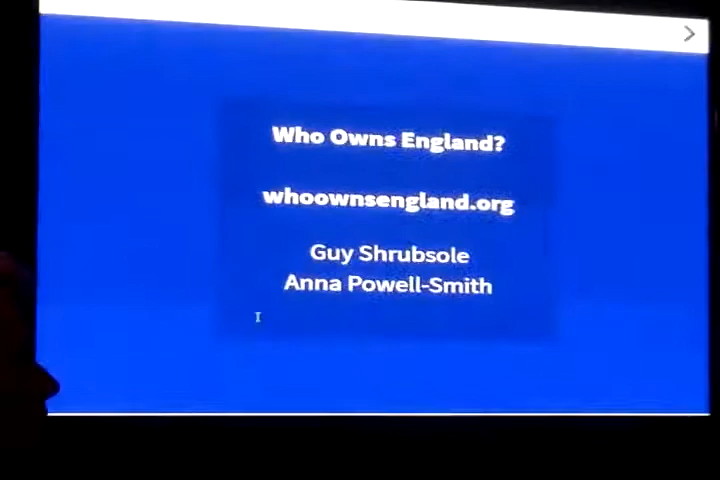 Who Owns England?
whoownsengland.org
Guy Shrubsole
Anna Powell-Smith